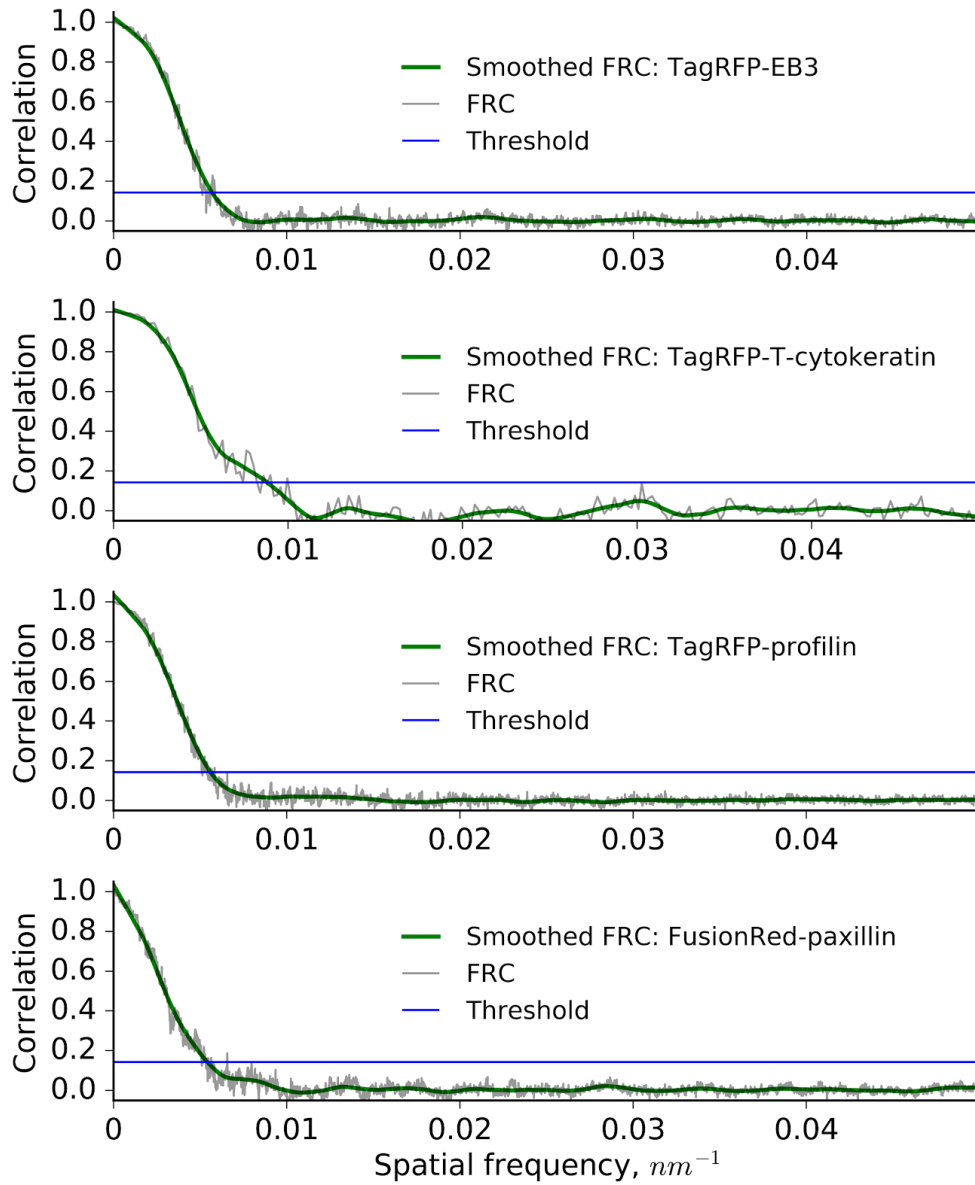 Correlation
1.0
0.8
0.6
0.4
0.2
0.0
Smoothed FRC: TagRFP-EB3
FRC
Threshold
0 0.01 0.02 0.03 0.04
Correlation
1.0
0.8
0.6
0.4
0.2
0.0
Smoothed FRC: TagRFP-T-cytokeratin
FRC
Threshold
0 0.01 0.02 0.03 0.04
Correlation
1.0
0.8
0.6
0.4
0.2
0.0
Smoothed FRC: TagRFP-profilin
FRC
Threshold
0 0.01 0.02 0.03 0.04
Correlation
1.0
0.8
0.6
0.4
0.2
0.0
Smoothed FRC: FusionRed-paxillin
FRC
Threshold
0 0.01 0.02 0.03 0.04
Spatial frequency, nm⁻¹